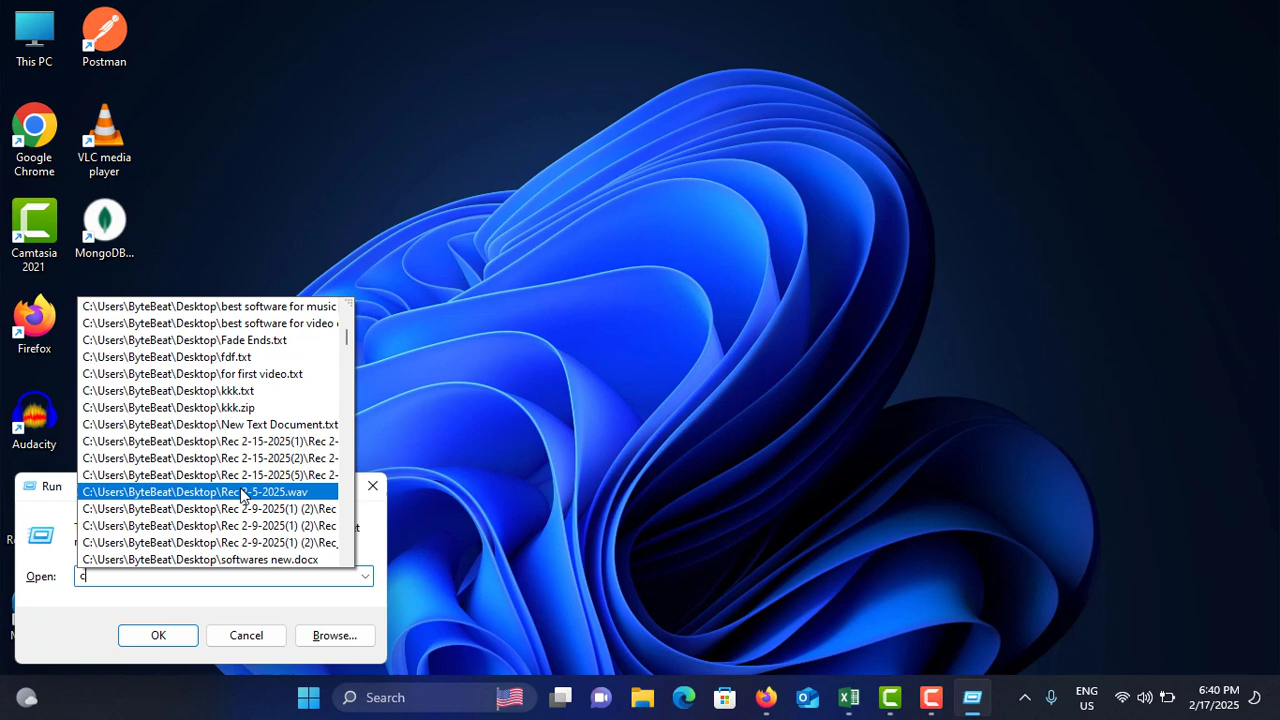 This PC
Postman
Google
Chrome
VLC media
player
Camtasia
2021
MongoDB...
Firefox
Audacity
C:\Users\ByteBeat\Desktop\best software for music
C:\Users\ByteBeat\Desktop\best software for video
C:\Users\ByteBeat\Desktop\Fade Ends.txt
C:\Users\ByteBeat\Desktop\fdf.txt
C:\Users\ByteBeat\Desktop\for first video.txt
C:\Users\ByteBeat\Desktop\kkk.txt
C:\Users\ByteBeat\Desktop\kkk.zip
C:\Users\ByteBeat\Desktop\New Text Document.txt
C:\Users\ByteBeat\Desktop\Rec 2-15-2025(1)\Rec 2-
C:\Users\ByteBeat\Desktop\Rec 2-15-2025(2)\Rec 2-
C:\Users\ByteBeat\Desktop\Rec 2-15-2025(5)\Rec 2-
C:\Users\ByteBeat\Desktop\Rec 2-5-2025.wav
C:\Users\ByteBeat\Desktop\Rec 2-9-2025(1) (2)\Rec
C:\Users\ByteBeat\Desktop\Rec 2-9-2025(1) (2)\Rec
C:\Users\ByteBeat\Desktop\Rec 2-9-2025(1) (2)\Rec_
C:\Users\ByteBeat\Desktop\softwares new.docx
Run
Open:
c
OK
Cancel
Browse...
Search
ENG
US
6:40 PM
2/17/2025